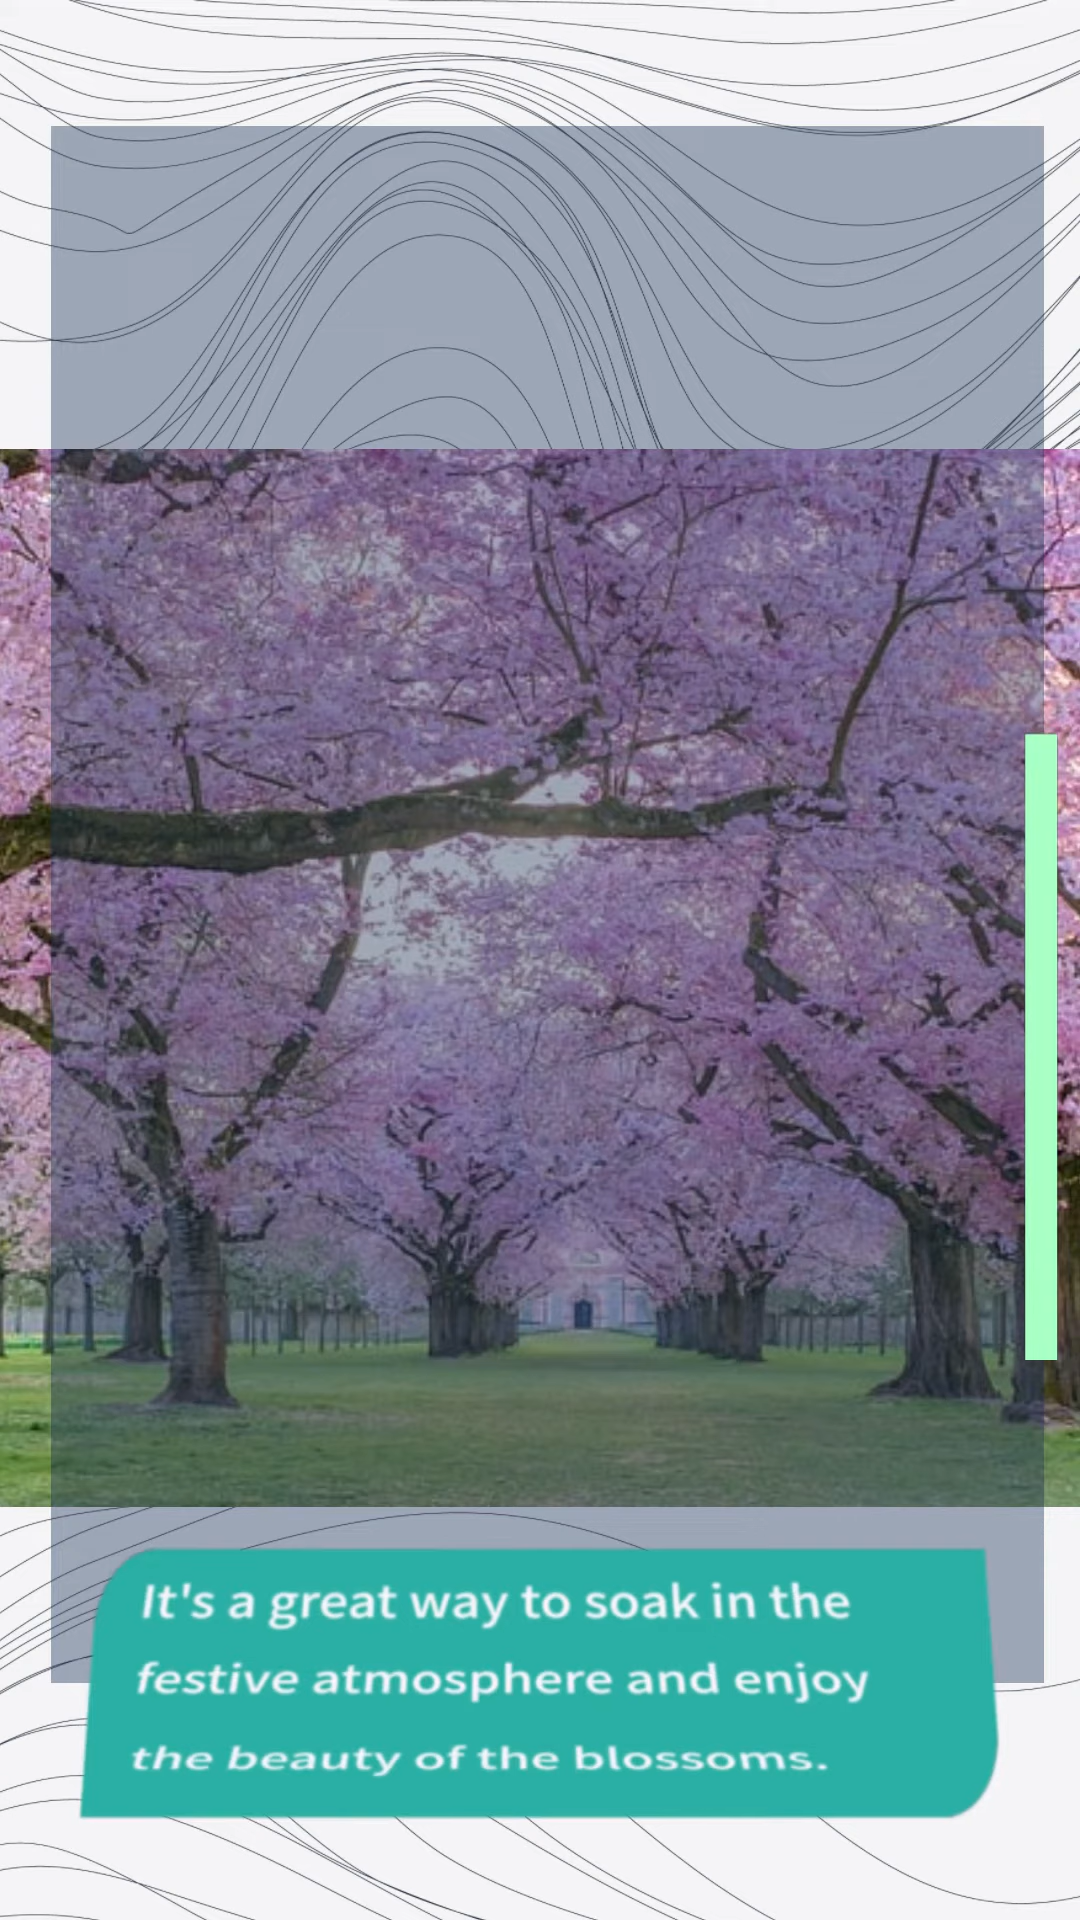 It's a great way to soak in the
festive atmosphere and enjoy
the beauty of the blossoms.